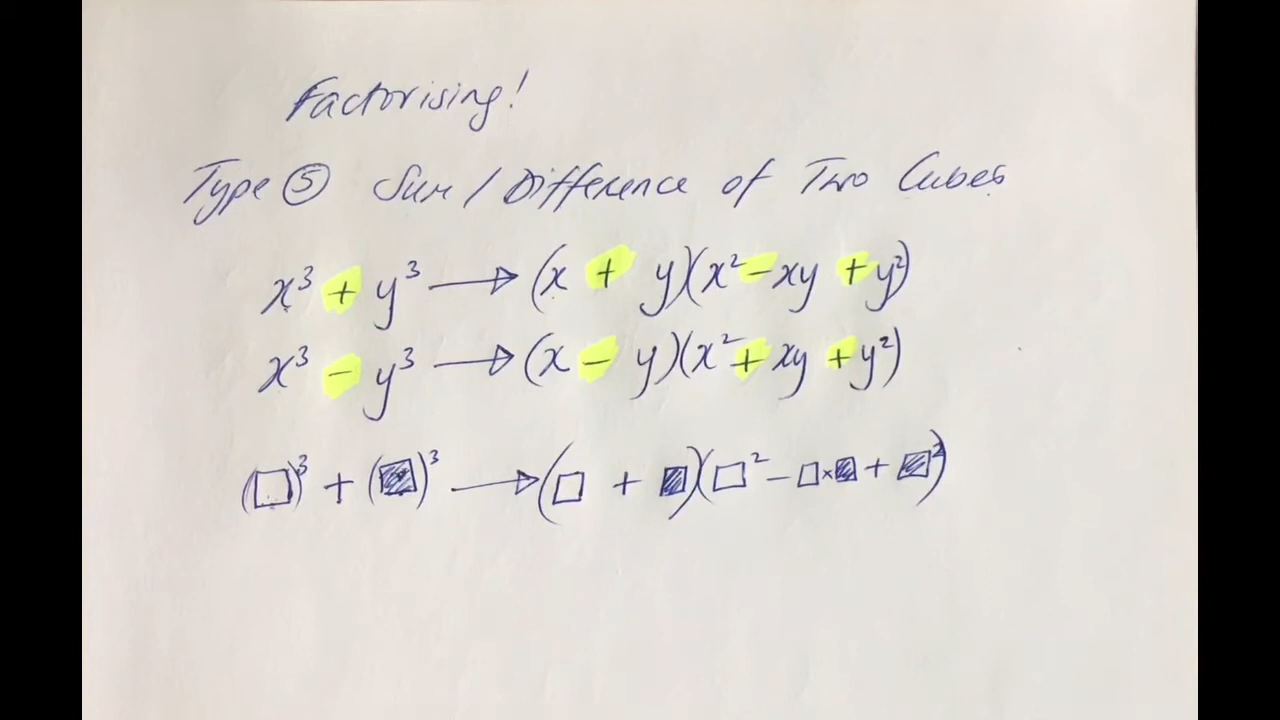 Factorising!
Type ⑤ Sum / Difference of Two Cubes
x³ + y³ → (x + y)(x² - xy + y²)
x³ - y³ → (x - y)(x² + xy + y²)
(□)³ + (■)³ → (□ + ■)(□² - □×■ + ■²)